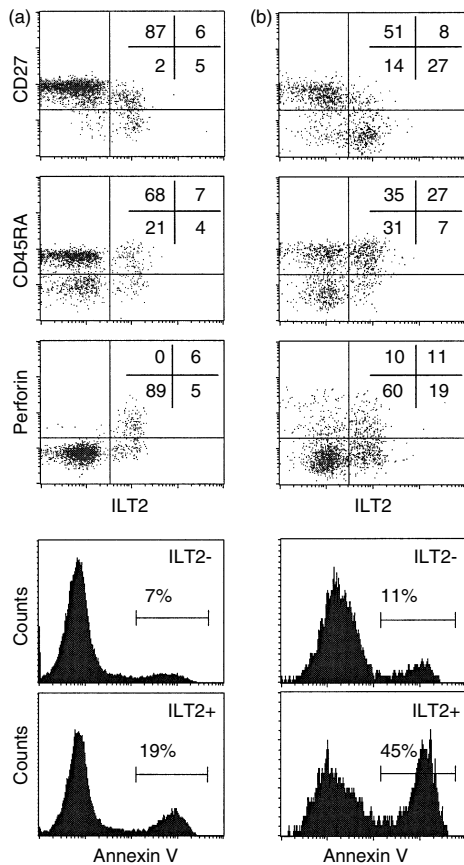 (a)
(b)
CD27
87 6
2 5
51 8
14 27
CD45RA
68 7
21 4
35 27
31 7
Perforin
0 6
89 5
10 11
60 19
ILT2
ILT2
Counts
ILT2-
7%
ILT2-
11%
Counts
ILT2+
19%
ILT2+
45%
Annexin V
Annexin V